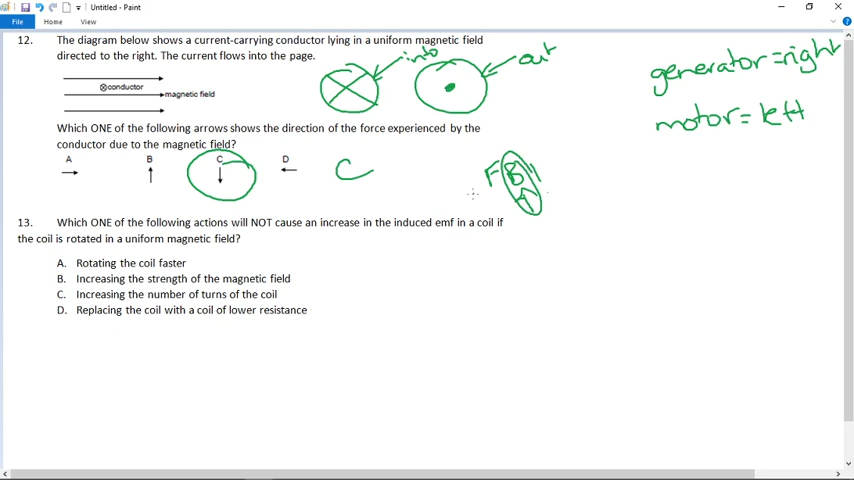 Untitled - Paint
File Home View
12. The diagram below shows a current-carrying conductor lying in a uniform magnetic field
directed to the right. The current flows into the page.
into
out
generator=right
motor=left
⊗conductor
magnetic field
Which ONE of the following arrows shows the direction of the force experienced by the
conductor due to the magnetic field?
A B C D
→ ↑ ↓ ←
C
FBI
13. Which ONE of the following actions will NOT cause an increase in the induced emf in a coil if
the coil is rotated in a uniform magnetic field?
A. Rotating the coil faster
B. Increasing the strength of the magnetic field
C. Increasing the number of turns of the coil
D. Replacing the coil with a coil of lower resistance